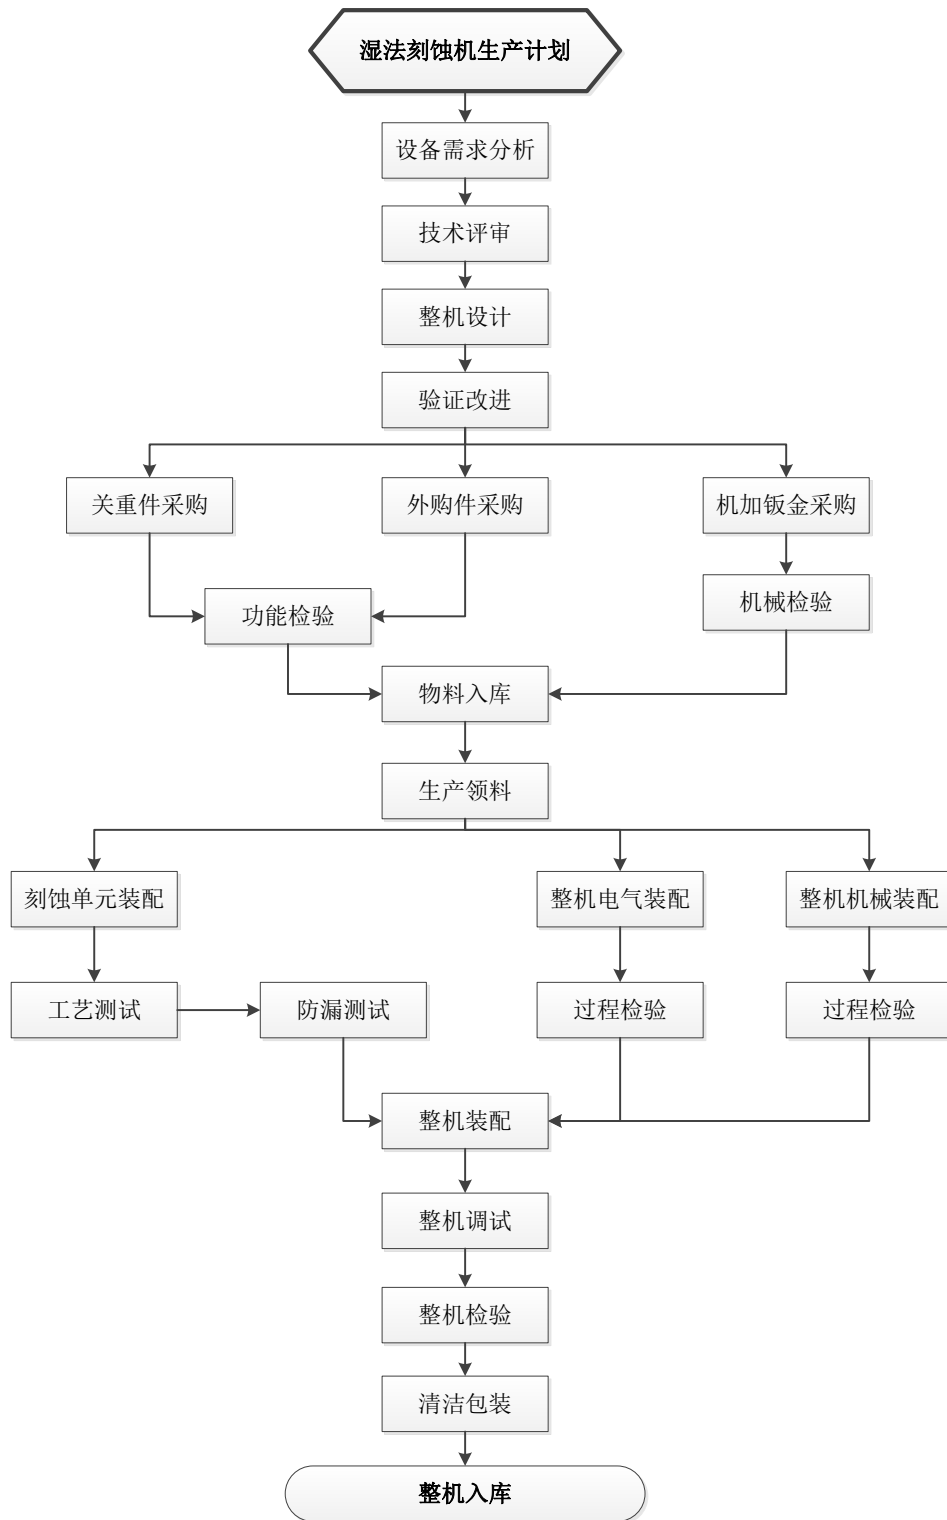 湿法刻蚀机生产计划
设备需求分析
技术评审
整机设计
验证改进
关重件采购
外购件采购
机加钣金采购
功能检验
机械检验
物料入库
生产领料
刻蚀单元装配
整机电气装配
整机机械装配
工艺测试
防漏测试
过程检验
过程检验
整机装配
整机调试
整机检验
清洁包装
整机入库